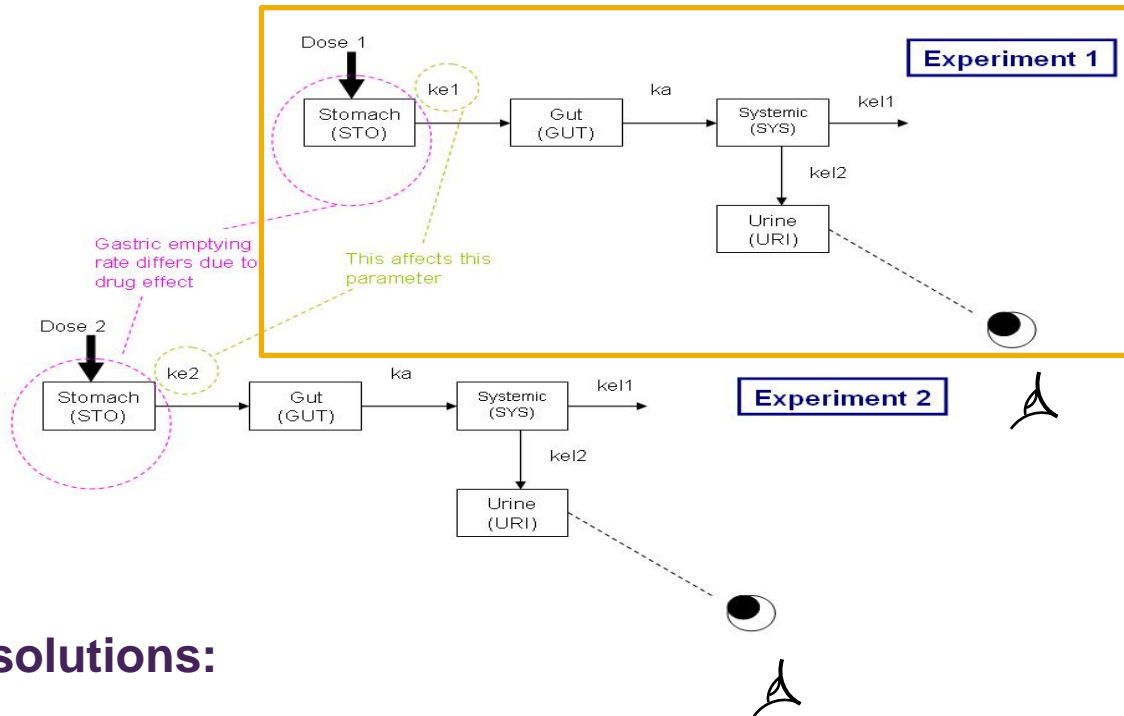 Dose 1
Experiment 1
ke1
ka
kel1
Stomach
(STO)
Gut
(GUT)
Systemic
(SYS)
kel2
Urine
(URI)
Gastric emptying
rate differs due to
drug effect
This affects this
parameter
Dose 2
ke2
ka
kel1
Stomach
(STO)
Gut
(GUT)
Systemic
(SYS)
Experiment 2
kel2
Urine
(URI)
solutions: